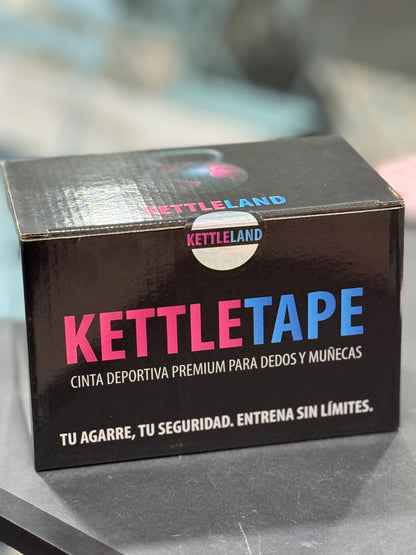 KETTLELAND
KETTLELAND
KETTLETAPE
CINTA DEPORTIVA PREMIUM PARA DEDOS Y MUÑECAS
TU AGARRE, TU SEGURIDAD. ENTRENA SIN LÍMITES.